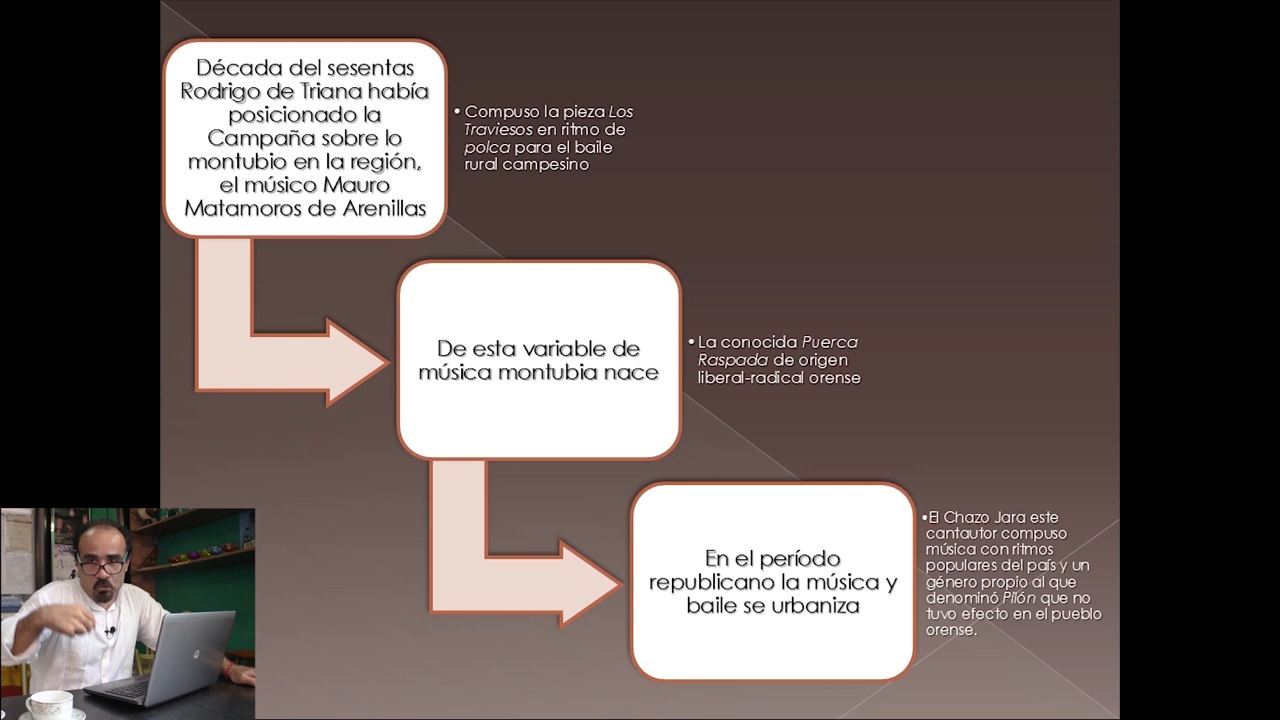 Década del sesentas
Rodrigo de Triana había
posicionado la
Campaña sobre lo
montubio en la región,
el músico Mauro
Matamoros de Arenillas
• Compuso la pieza Los
Traviesos en ritmo de
polca para el baile
rural campesino
De esta variable de
música montubia nace
• La conocida Puerca
Raspada de origen
liberal-radical orense
En el período
republicano la música y
baile se urbaniza
•El Chazo Jara este
cantautor compuso
música con ritmos
populares del país y un
género propio al que
denominó Pilón que no
tuvo efecto en el pueblo
orense.